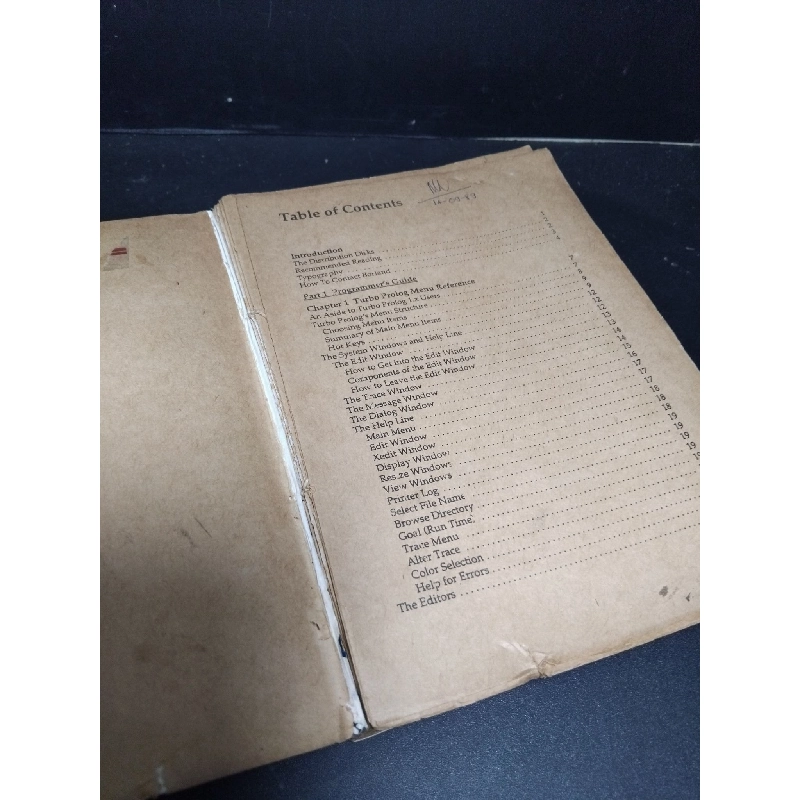 Table of Contents
Introduction
The Distribution Disks
Recommended Reading
Typography
How To Contact Borland
Part 1 Programmer's Guide
Chapter 1 Turbo Prolog Menu Reference
An Aside to Turbo Prolog 1.x Users
Turbo Prolog's Menu Structure
Choosing Menu Items
Summary of Main Menu Items
Hot Keys
The System Windows and Help Line
The Edit Window
How to Get into the Edit Window
Components of the Edit Window
How to Leave the Edit Window
The Trace Window
The Message Window
The Dialog Window
The Help Line
Main Menu
Edit Window
Xedit Window
Display Window
Resize Windows
View Windows
Printer Log
Select File Name
Browse Directory
Goal (Run Time)
Trace Menu
Alter Trace
Color Selection
Help for Errors
The Editors